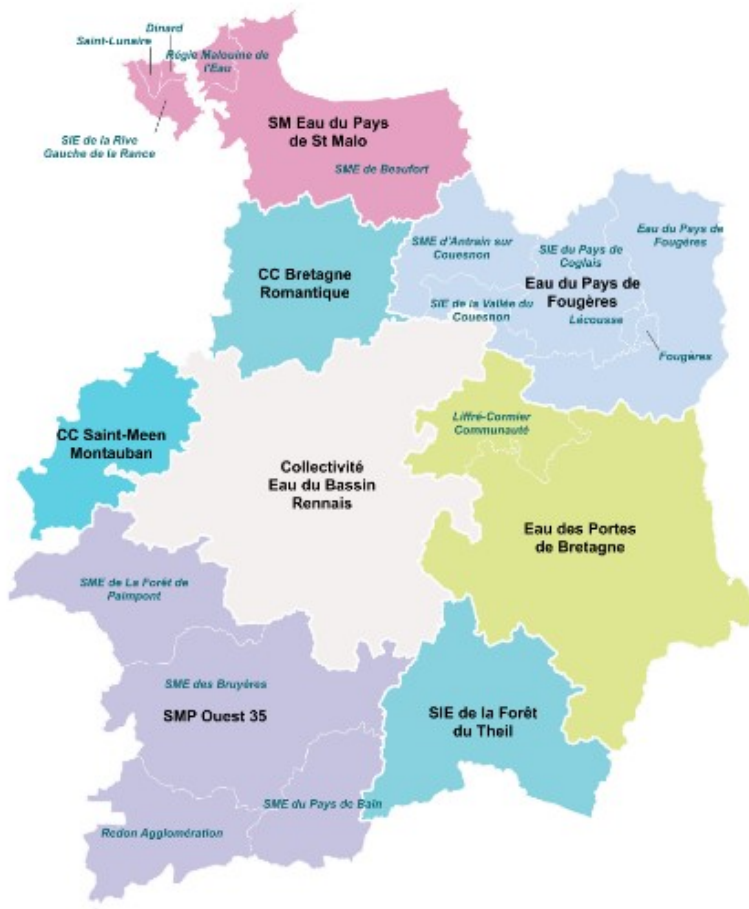 Dinard
Saint-Lunaire
Régie Malouine de
l'Eau
SIE de la Rive
Gauche de la Rance
SM Eau du Pays
de St Malo
SME de Beaufort
SME d'Antrain sur
Couesnon
SIE du Pays de
Coglais
Eau du Pays de
Fougères
CC Bretagne
Romantique
Eau du Pays de
Fougères
SIE de la Vallée du
Couesnon
Lécousse
Fougères
CC Saint-Meen
Montauban
Liffré-Cormier
Communauté
Collectivité
Eau du Bassin
Rennais
Eau des Portes
de Bretagne
SME de La Forêt de
Paimpont
SME des Bruyères
SMP Ouest 35
SIE de la Forêt
du Theil
SME du Pays de Bain
Redon Agglomération